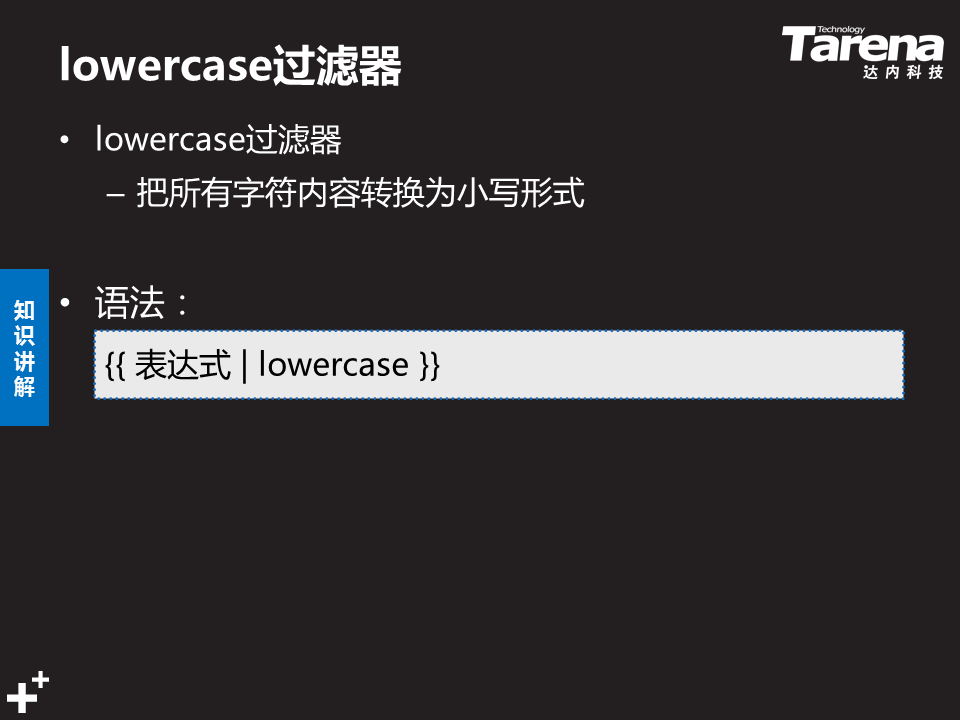 lowercase过滤器
Technology
Tarena
达内科技
• lowercase过滤器
– 把所有字符内容转换为小写形式
• 语法：
{{ 表达式 | lowercase }}
知识讲解